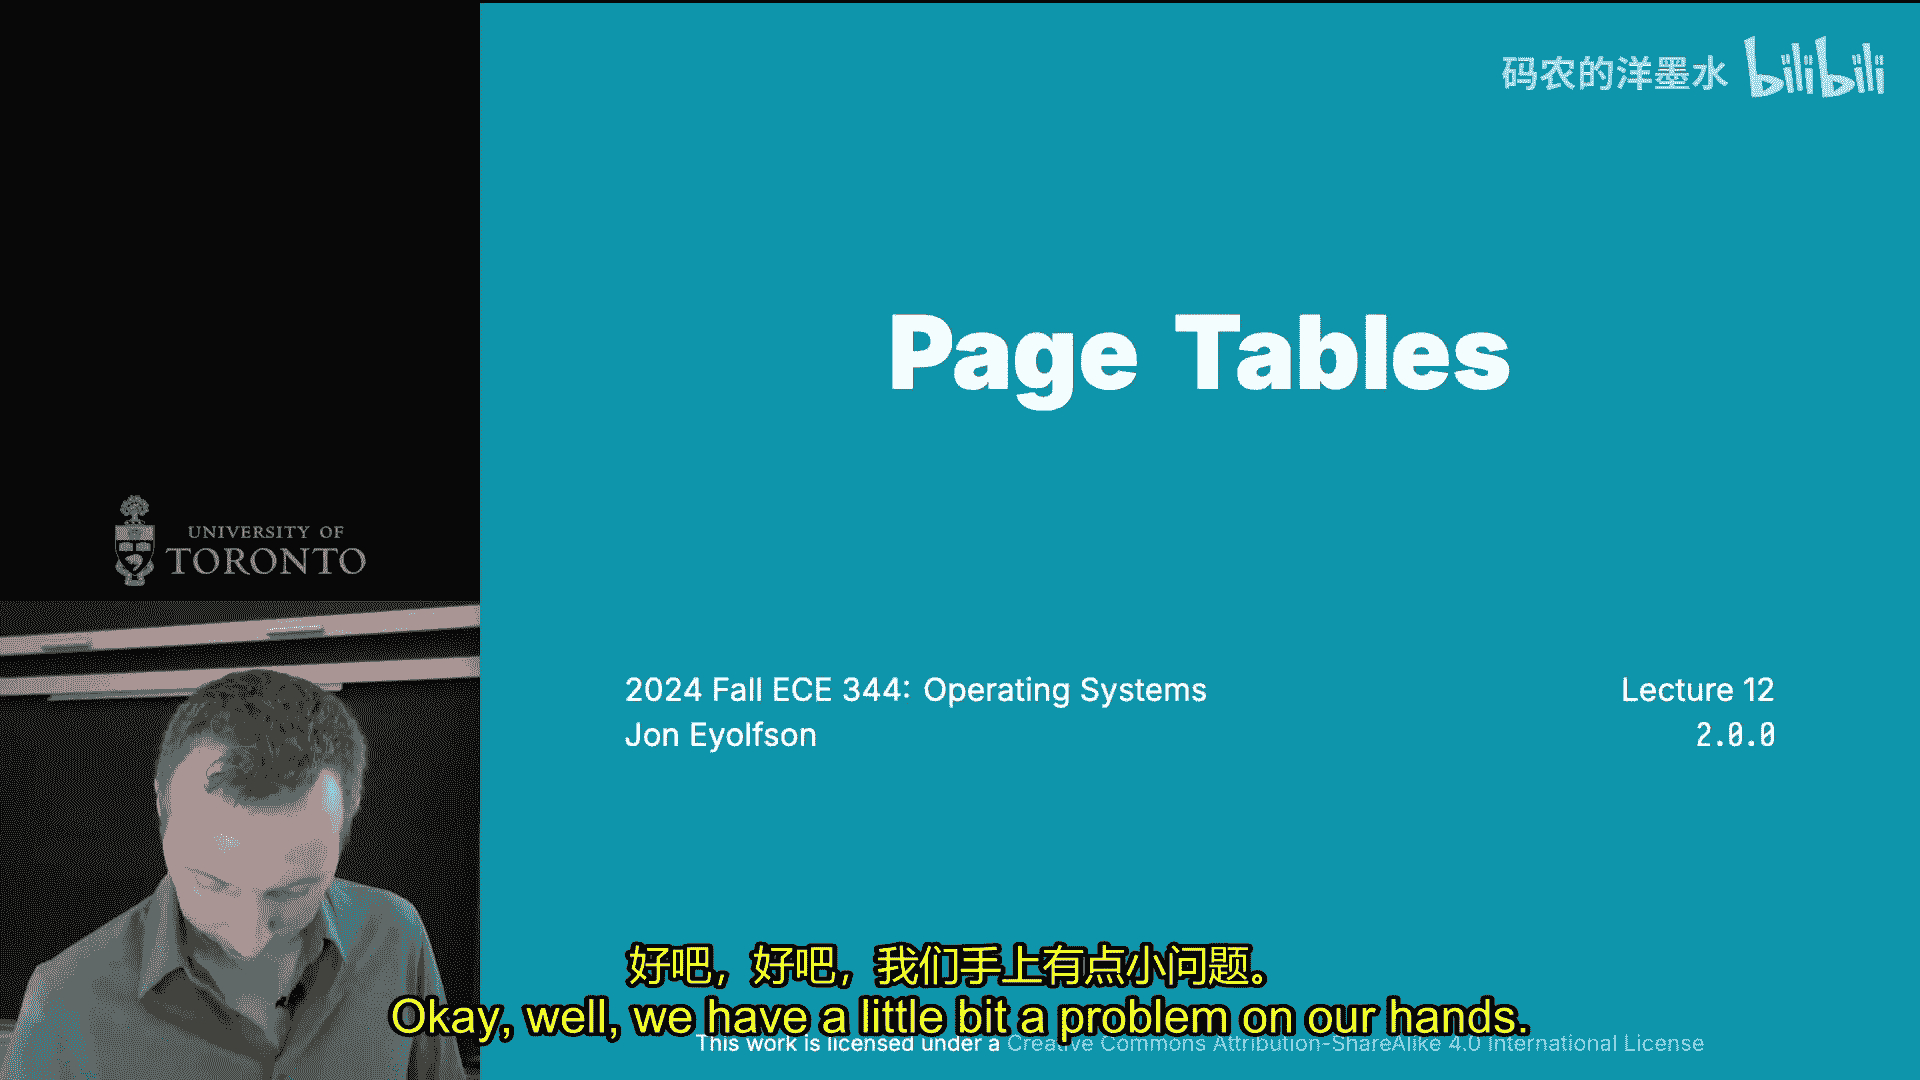 码农的洋墨水 bilibili
Page Tables
UNIVERSITY OF
TORONTO
2024 Fall ECE 344: Operating Systems
Lecture 12
Jon Eyolfson
2.0.0
好吧，好吧，我们手上有点小问题。
Okay, well, we have a little bit a problem on our hands.
This work is licensed under a Creative Commons Attribution-ShareAlike 4.0 International License